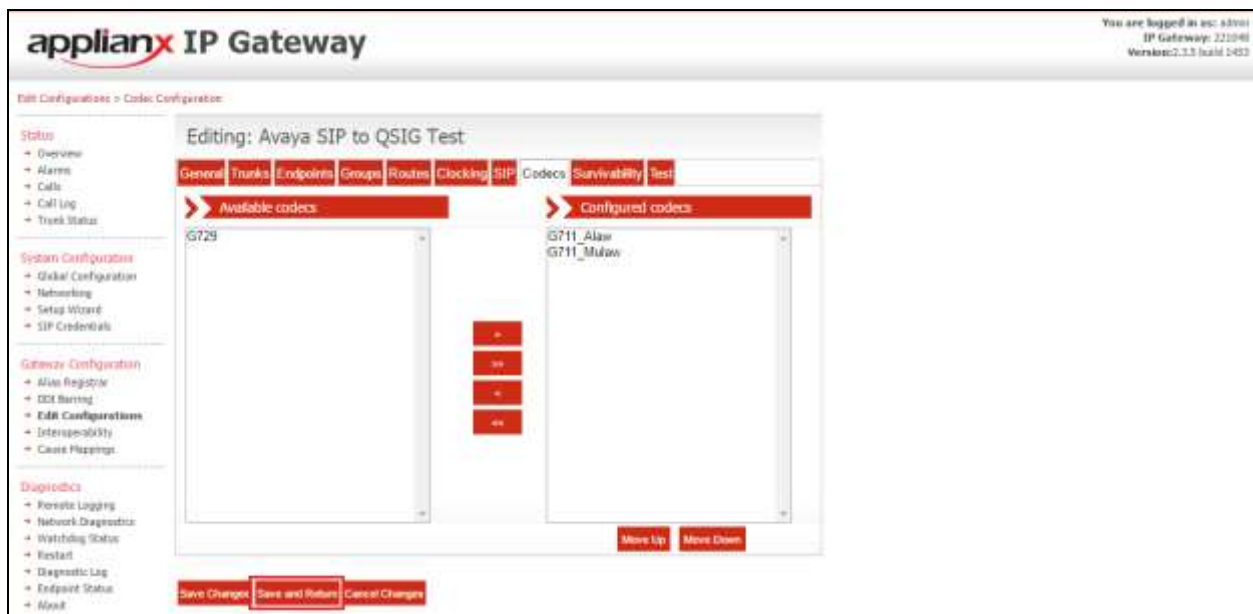 applianx IP Gateway
You are logged in as: admin
IP Gateway: 221048
Version:2.3.5 build 1453
Edit Configurations > Codec Configuration
Status
Overview
Alarms
Calls
Call Log
Trunk Status
System Configuration
Global Configuration
Networking
Setup Wizard
SIP Credentials
Gateway Configuration
Alias Registrar
DDI Barring
Edit Configurations
Interoperability
Cause Mappings
Diagnostics
Remote Logging
Network Diagnostics
Watchdog Status
Restart
Diagnostic Log
Endpoint Status
About
Editing: Avaya SIP to QSIG Test
General Trunks Endpoints Groups Routes Clocking SIP Codecs Survivability Test
Available codecs
G729
>
>>
<
<<
Configured codecs
G711_Alaw
G711_Mulaw
Move Up Move Down
Save Changes Save and Return Cancel Changes